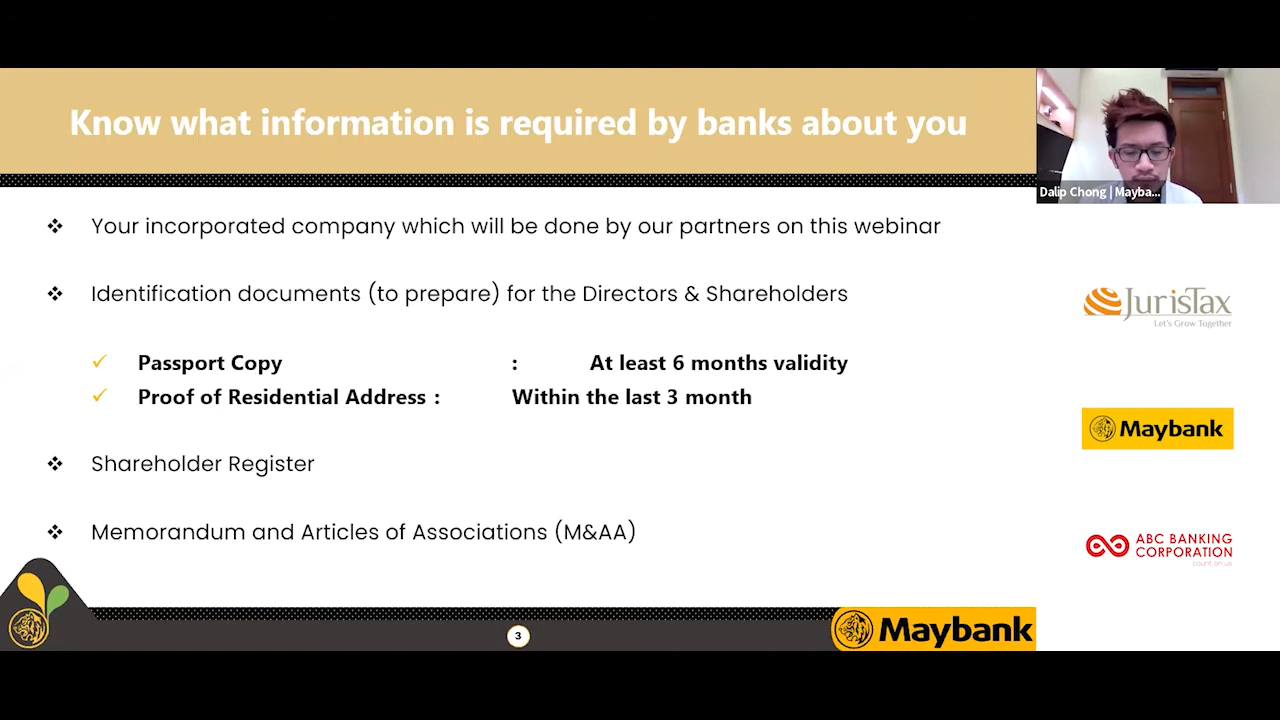 Know what information is required by banks about you
Dalip Chong | Mayba...
Your incorporated company which will be done by our partners on this webinar
Identification documents (to prepare) for the Directors & Shareholders
Passport Copy : At least 6 months validity
Proof of Residential Address : Within the last 3 month
Shareholder Register
Memorandum and Articles of Associations (M&AA)
JurisTax
Let's Grow Together
Maybank
ABC BANKING
CORPORATION
count on us
3
Maybank